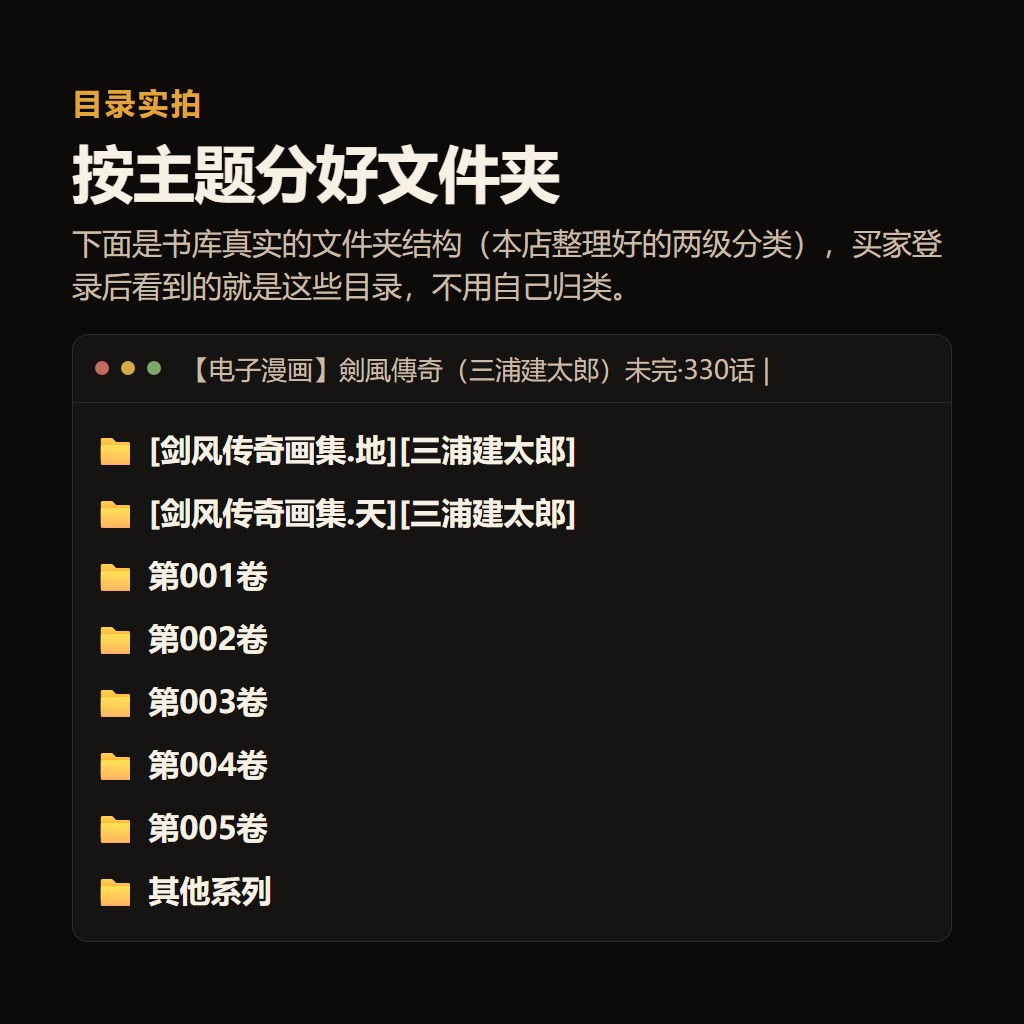 目录实拍
按主题分好文件夹
下面是书库真实的文件夹结构（本店整理好的两级分类），买家登
录后看到的就是这些目录，不用自己归类。
【电子漫画】劍風傳奇（三浦建太郎）未完·330话 |
[剑风传奇画集.地][三浦建太郎]
[剑风传奇画集.天][三浦建太郎]
第001卷
第002卷
第003卷
第004卷
第005卷
其他系列